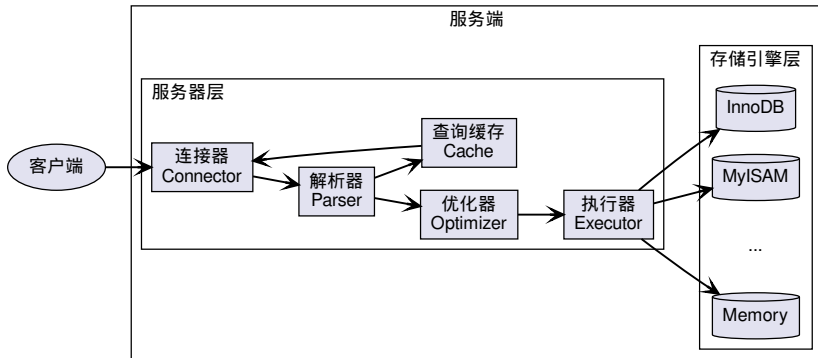 服务端
存储引擎层
服务器层
InnoDB
查询缓存
Cache
客户端
连接器
Connector
解析器
Parser
MyISAM
优化器
Optimizer
执行器
Executor
...
Memory